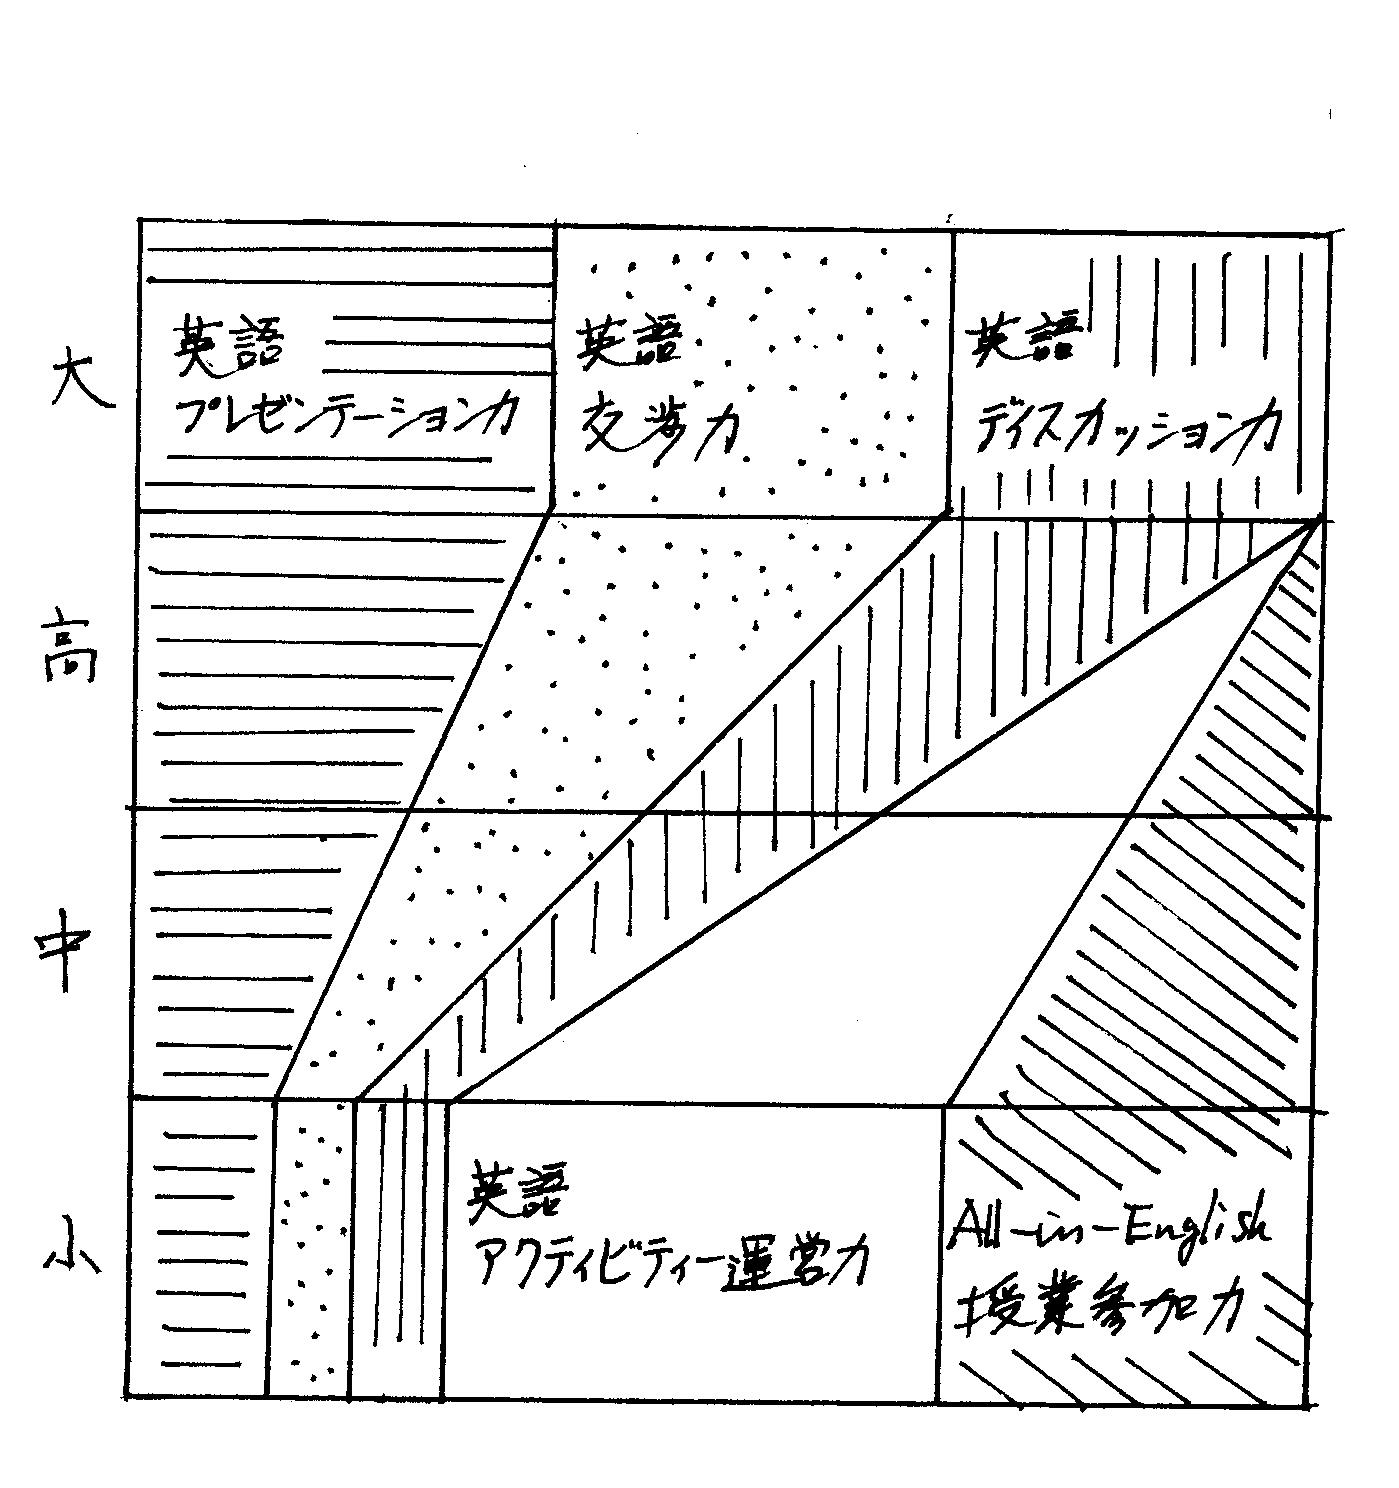 大
英語
プレゼンテーション力
英語
交渉力
英語
ディスカッション力
高
中
小
英語
アクティビティー運営力
All-in-English
授業参加力